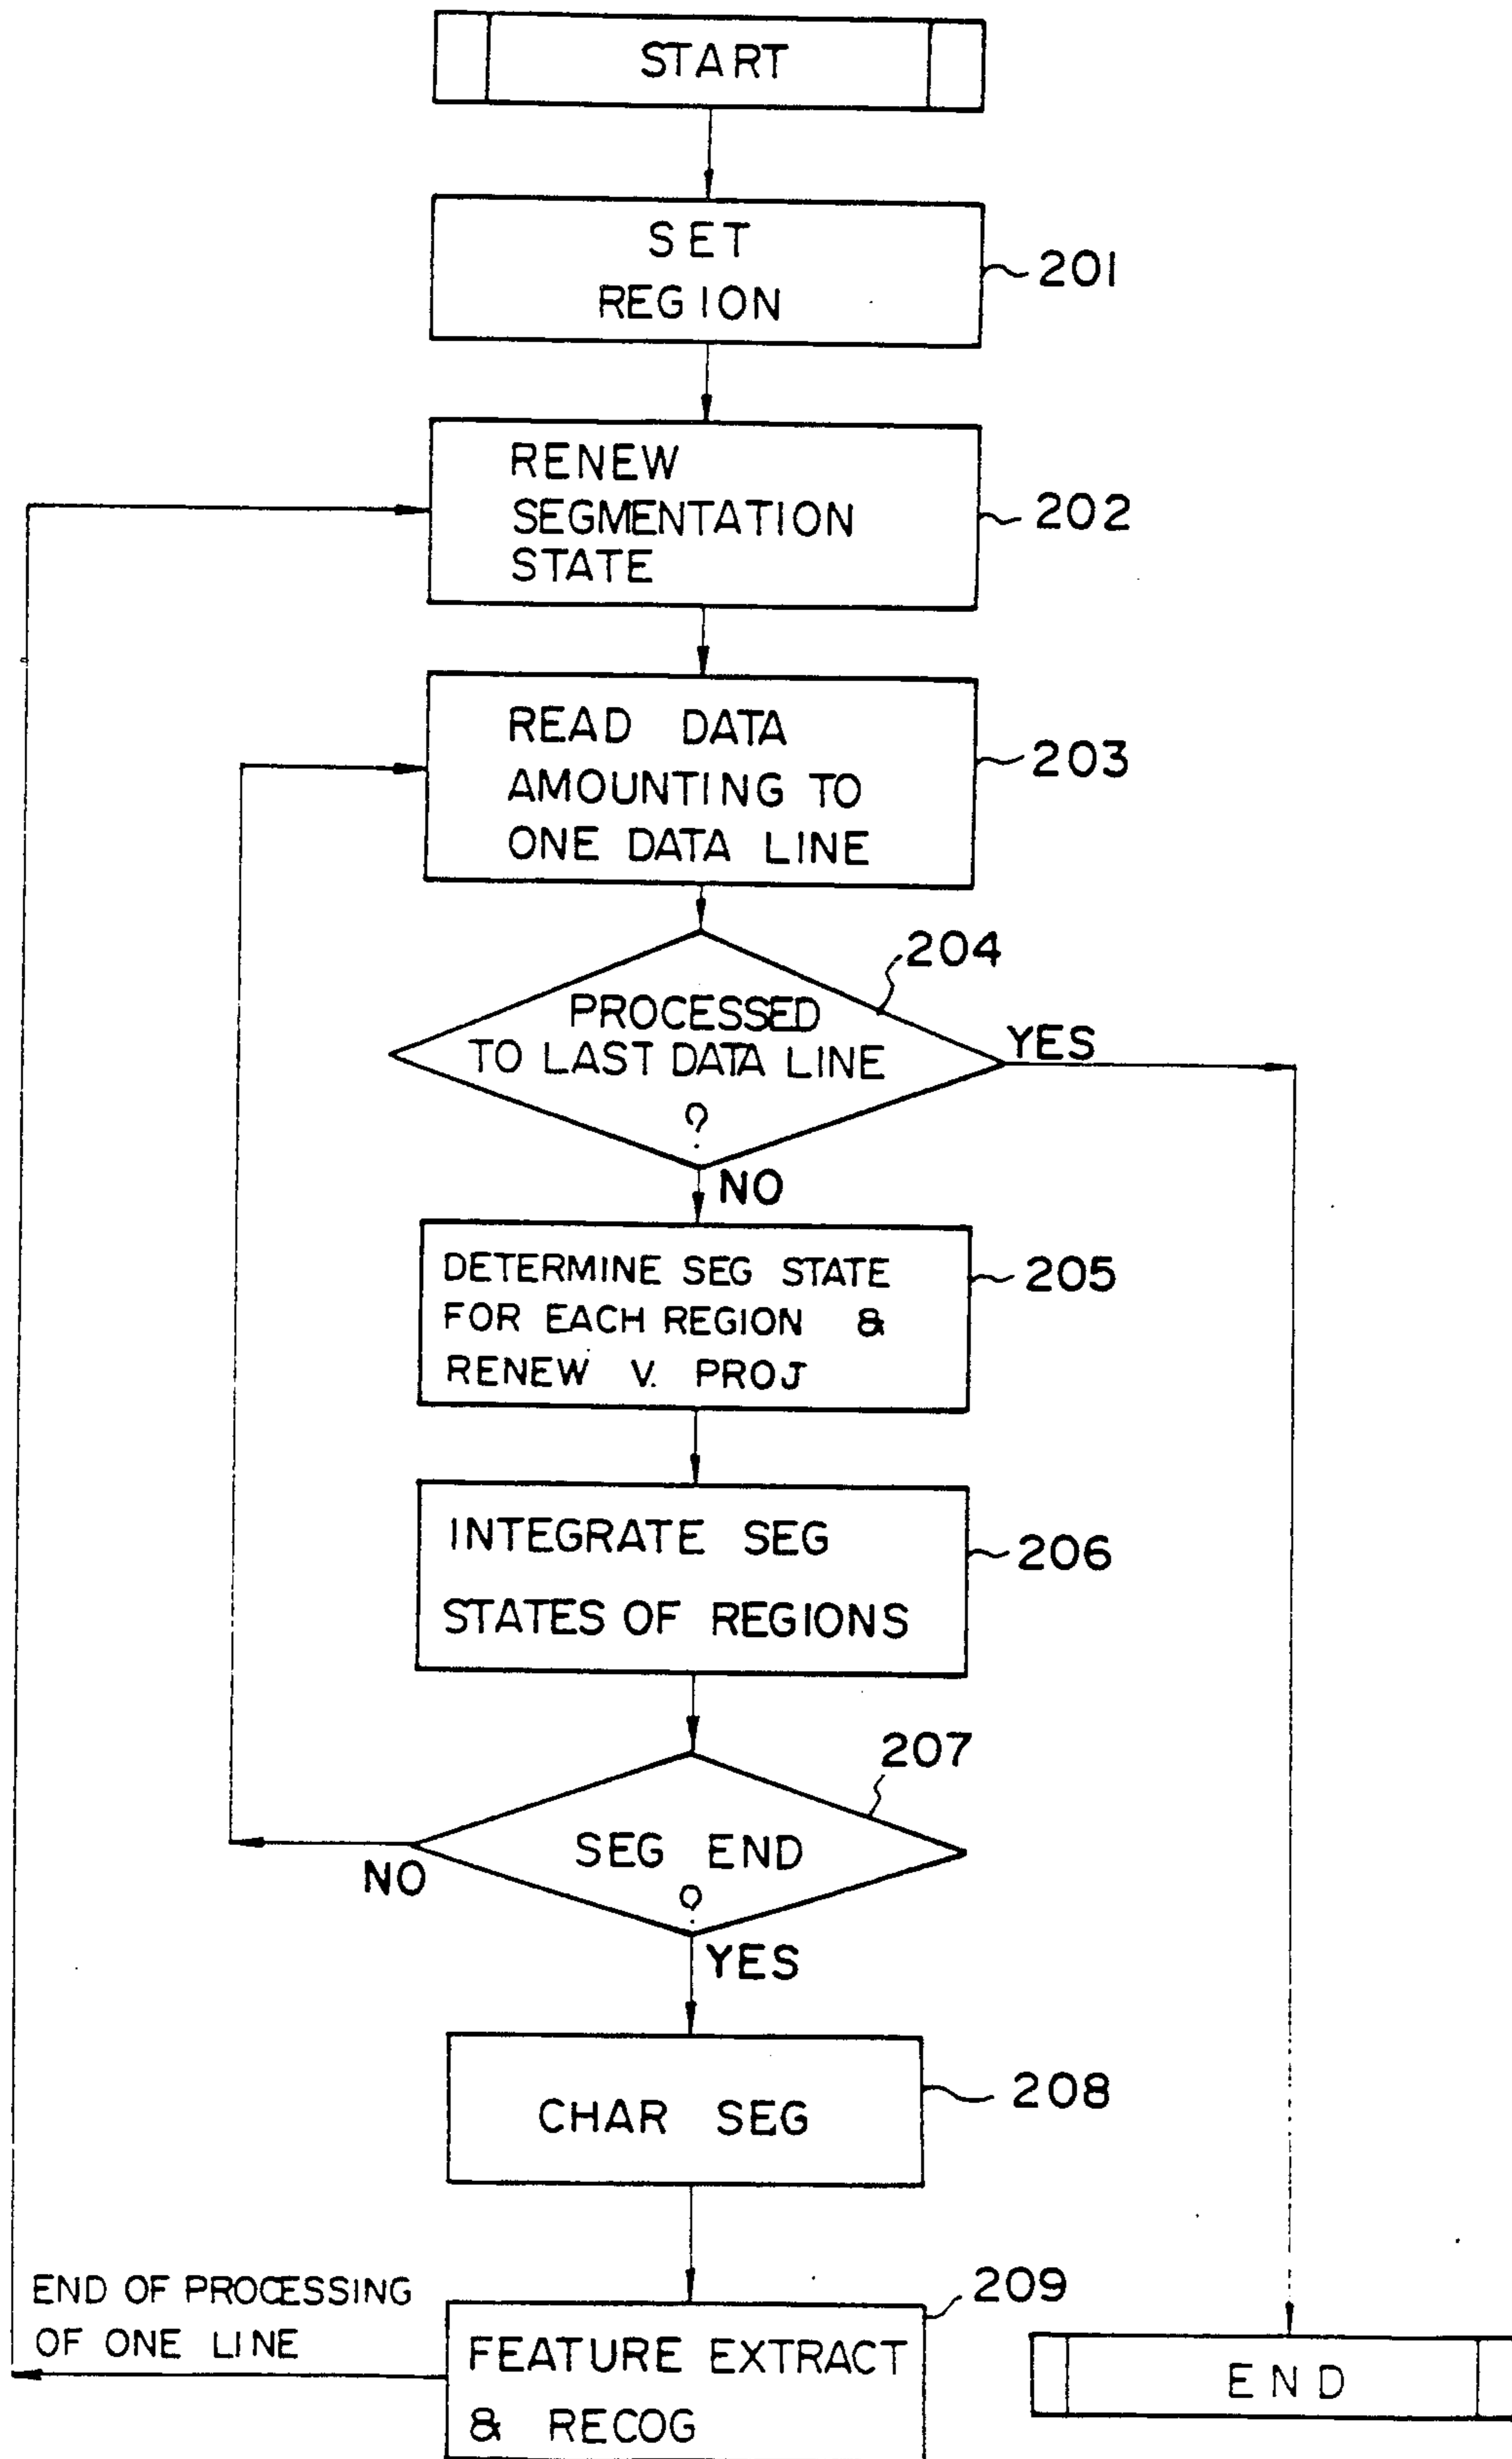 START
SET
REGION
201
RENEW
SEGMENTATION
STATE
202
READ DATA
AMOUNTING TO
ONE DATA LINE
203
204
PROCESSED
TO LAST DATA LINE
?
YES
NO
DETERMINE SEG STATE
FOR EACH REGION &
RENEW V. PROJ
205
INTEGRATE SEG
STATES OF REGIONS
206
207
SEG END
?
NO
YES
CHAR SEG
208
END OF PROCESSING
OF ONE LINE
209
FEATURE EXTRACT
& RECOG
END